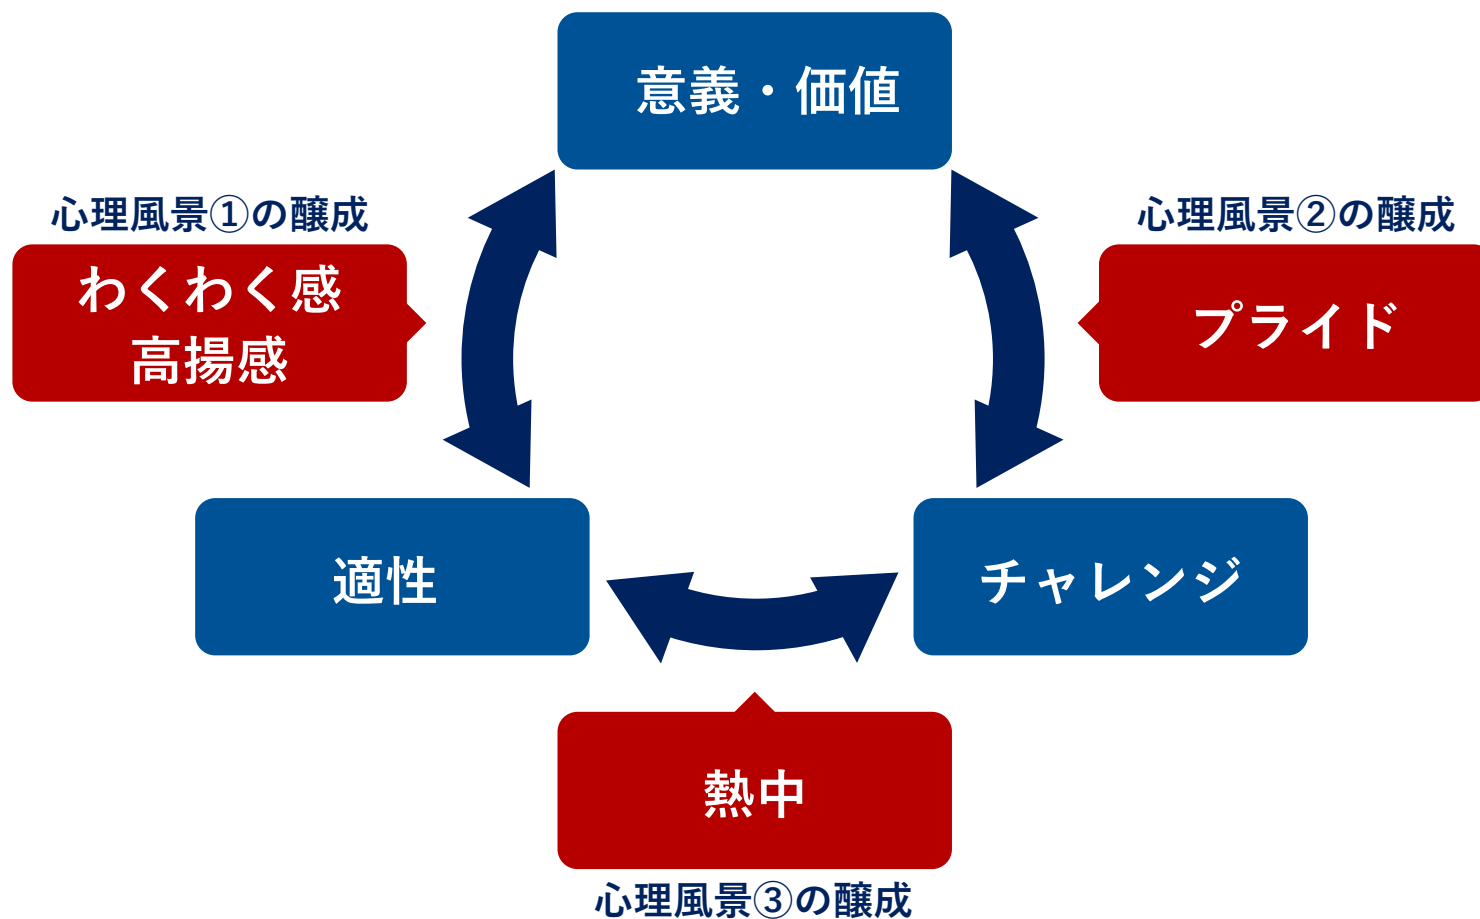 意義・価値
心理風景①の醸成
わくわく感
高揚感
心理風景②の醸成
プライド
適性
チャレンジ
熱中
心理風景③の醸成